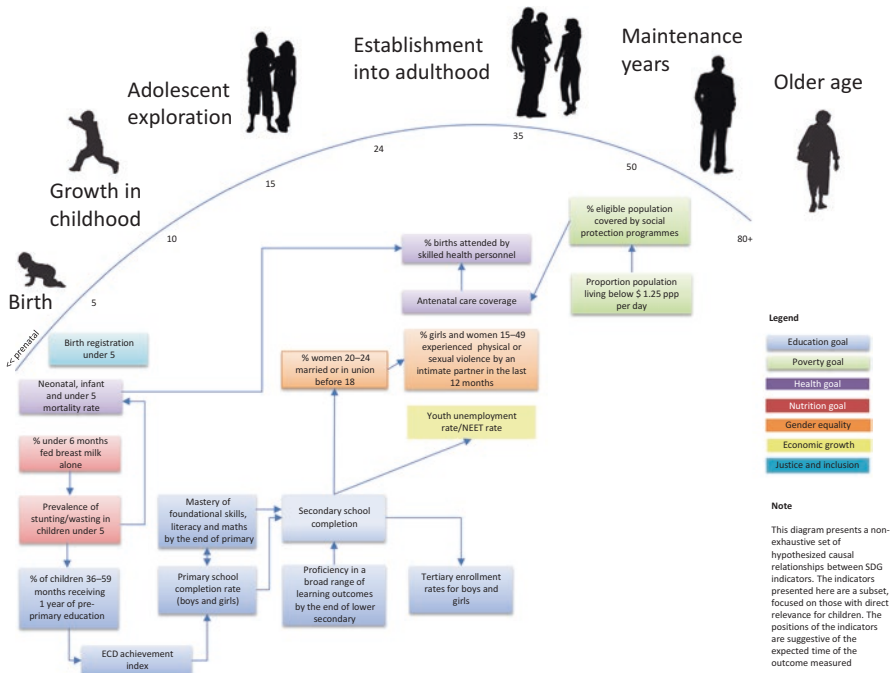 Establishment
into adulthood
Maintenance
years
Adolescent
exploration
Older age
Growth in
childhood
Birth
<< prenatal
5
10
15
24
35
50
80+
% eligible population
covered by social
protection programmes
% births attended by
skilled health personnel
Antenatal care coverage
Proportion population
living below $ 1.25 ppp
per day
Birth registration
under 5
% women 20–24
married or in union
before 18
% girls and women 15–49
experienced physical or
sexual violence by an
intimate partner in the last
12 months
Neonatal, infant
and under 5
mortality rate
Youth unemployment
rate/NEET rate
% under 6 months
fed breast milk
alone
Prevalence of
stunting/wasting in
children under 5
Mastery of
foundational skills,
literacy and maths
by the end of primary
Secondary school
completion
% of children 36–59
months receiving
1 year of pre-
primary education
Primary school
completion rate
(boys and girls)
Proficiency in a
broad range of
learning outcomes
by the end of lower
secondary
Tertiary enrollment
rates for boys and
girls
ECD achievement
index
Legend
Education goal
Poverty goal
Health goal
Nutrition goal
Gender equality
Economic growth
Justice and inclusion
Note
This diagram presents a non-
exhaustive set of
hypothesized causal
relationships between SDG
indicators. The indicators
presented here are a subset,
focused on those with direct
relevance for children. The
positions of the indicators
are suggestive of the
expected time of the
outcome measured